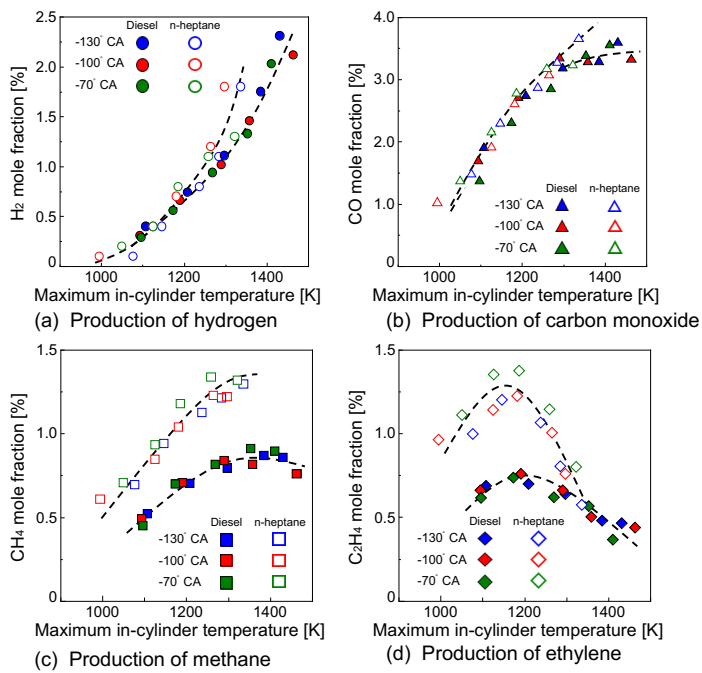 (a)
Diesel n-heptane
-130° CA
-100° CA
-70° CA
H2 mole fraction [%]
2.5
2.0
1.5
1.0
0.5
0.0
1000 1200 1400
Maximum in-cylinder temperature [K]
(a) Production of hydrogen
(b)
CO mole fraction [%]
4.0
3.0
2.0
1.0
0.0
Diesel n-heptane
-130° CA
-100° CA
-70° CA
1000 1200 1400
Maximum in-cylinder temperature [K]
(b) Production of carbon monoxide
CH4 mole fraction [%]
1.5
1.0
0.5
0.0
Diesel n-heptane
-130° CA
-100° CA
-70° CA
1000 1200 1400
Maximum in-cylinder temperature [K]
(c) Production of methane
C2H4 mole fraction [%]
1.5
1.0
0.5
0.0
Diesel n-heptane
-130° CA
-100° CA
-70° CA
1000 1200 1400
Maximum in-cylinder temperature [K]
(d) Production of ethylene